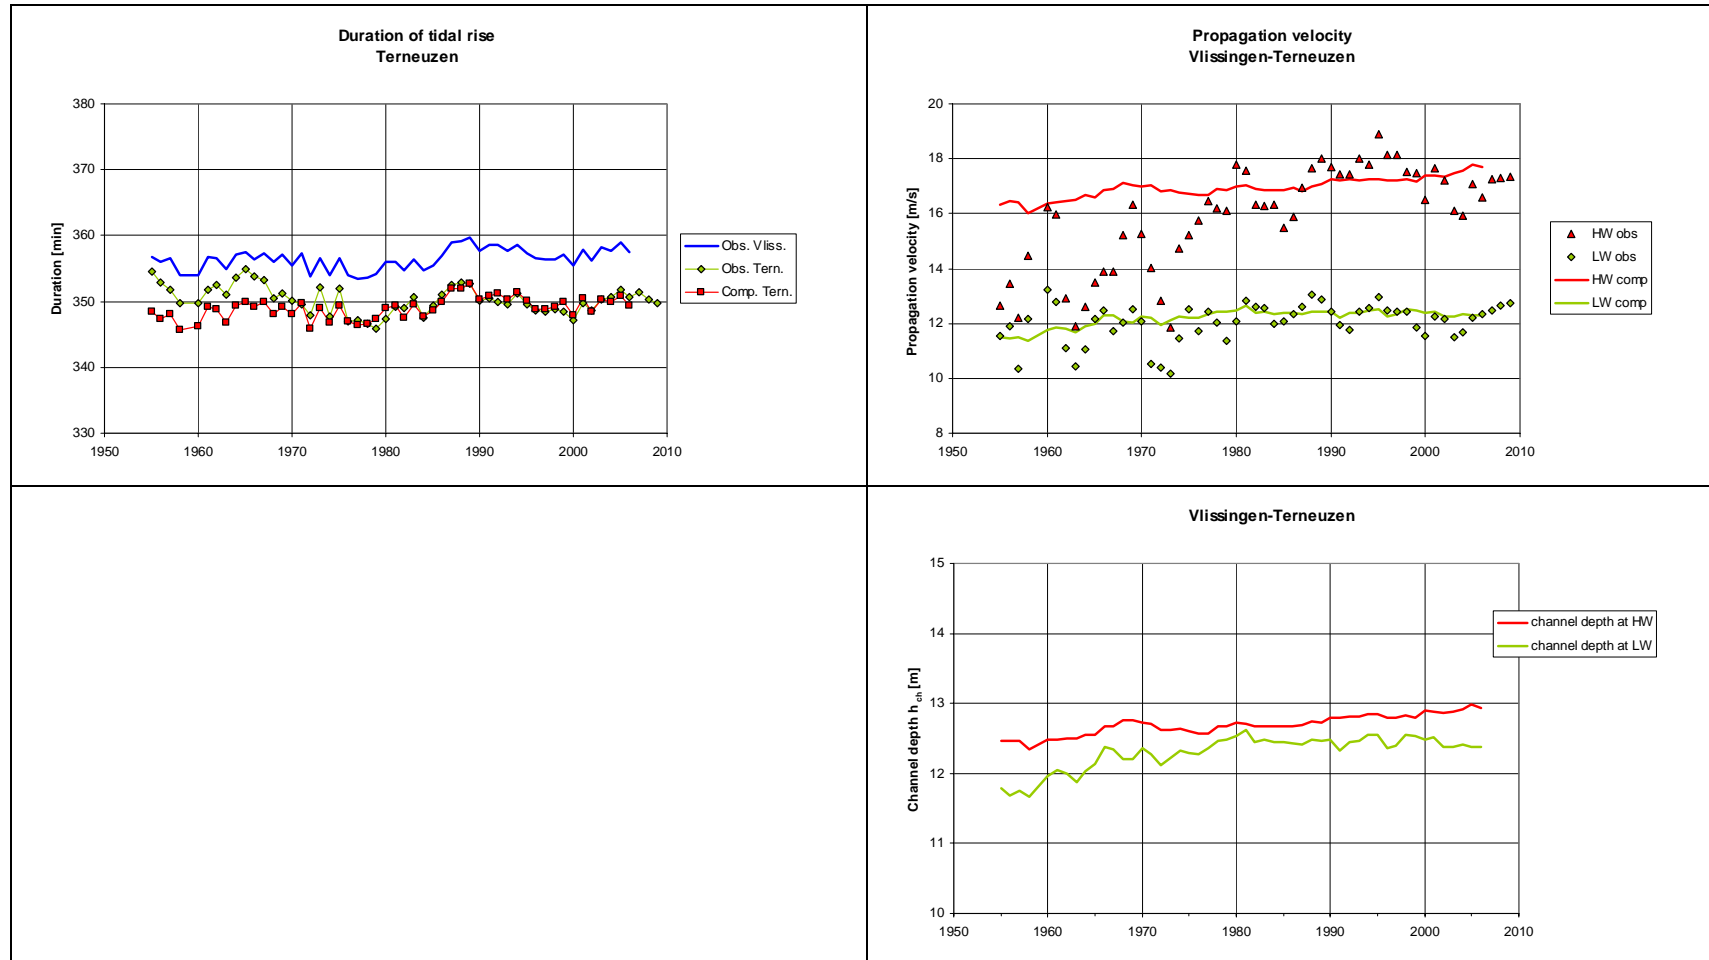 Duration of tidal rise
Terneuzen
380
370
360
350
340
330
1950
1960
1970
1980
1990
2000
2010
Duration [min]
Obs. Vliss.
Obs. Tern.
Comp. Tern.
Propagation velocity
Vlissingen-Terneuzen
20
18
16
14
12
10
8
1950
1960
1970
1980
1990
2000
2010
Propagation velocity [m/s]
HW obs
LW obs
HW comp
LW comp
Vlissingen-Terneuzen
15
14
13
12
11
10
1950
1960
1970
1980
1990
2000
2010
Channel depth h ch [m]
channel depth at HW
channel depth at LW